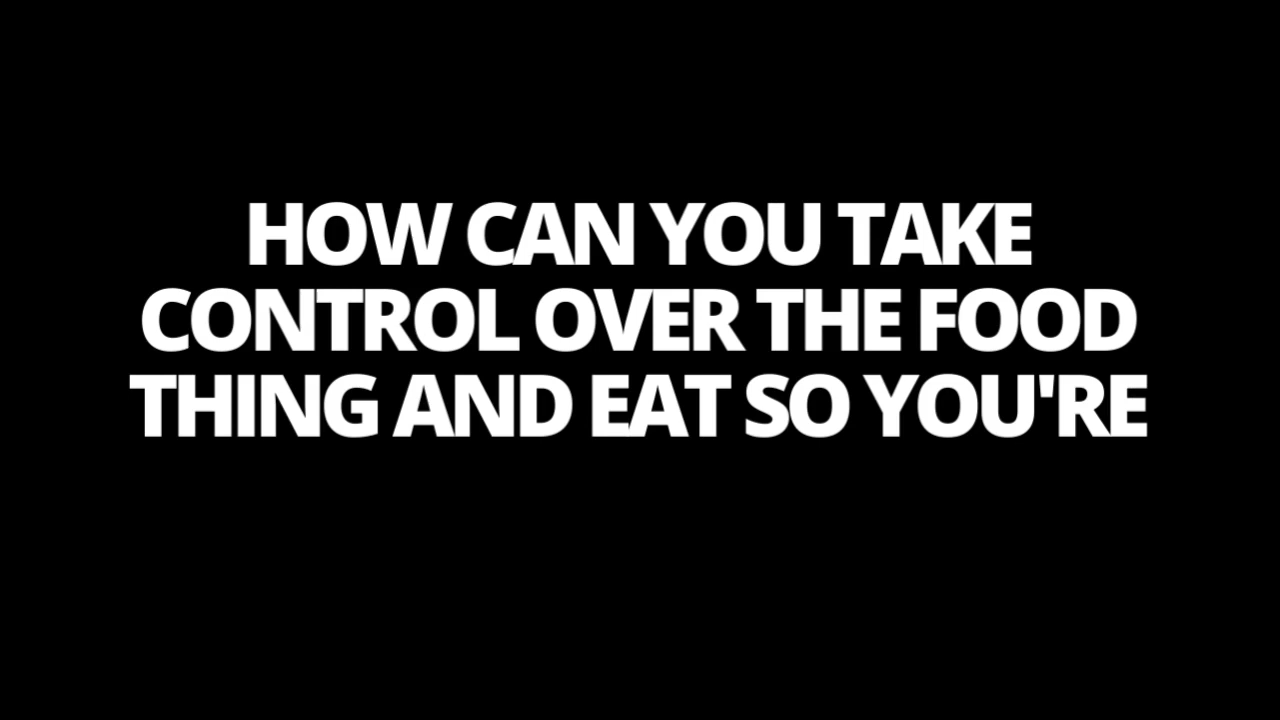 HOW CAN YOU TAKE
CONTROL OVER THE FOOD
THING AND EAT SO YOU'RE